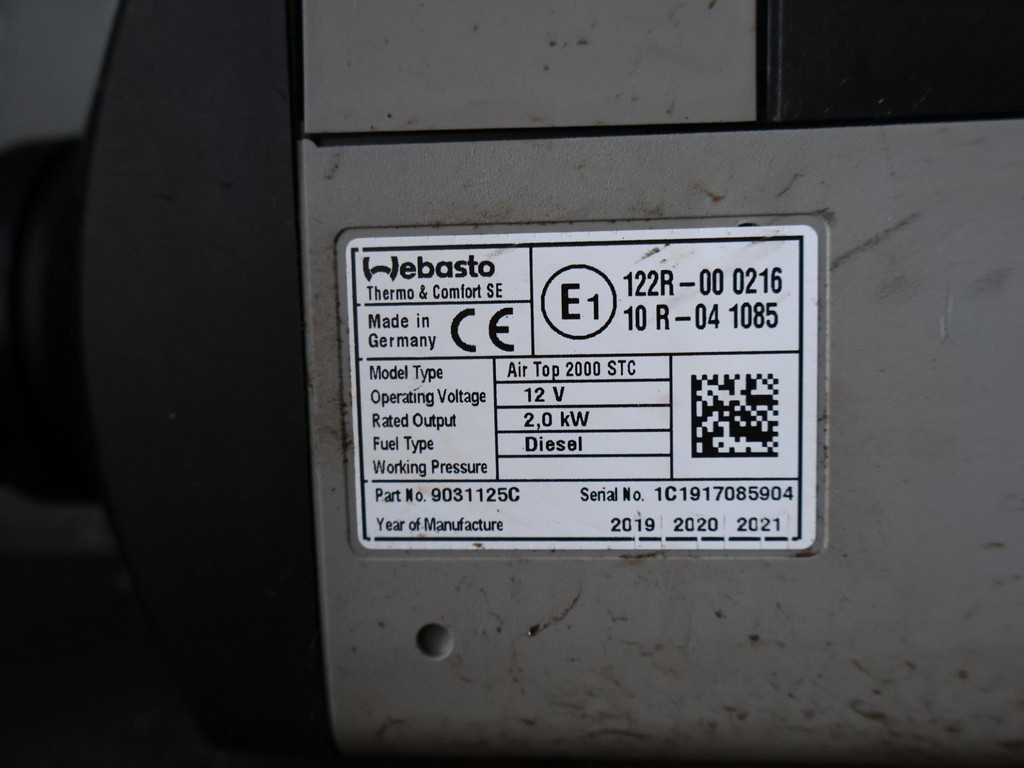 Webasto
Thermo & Comfort SE
Made in
Germany
CE
E1
122R-00 0216
10 R-04 1085
Model Type Air Top 2000 STC
Operating Voltage 12 V
Rated Output 2,0 kW
Fuel Type Diesel
Working Pressure
Part No. 9031125C Serial No. 1C1917085904
Year of Manufacture 2019 2020 2021